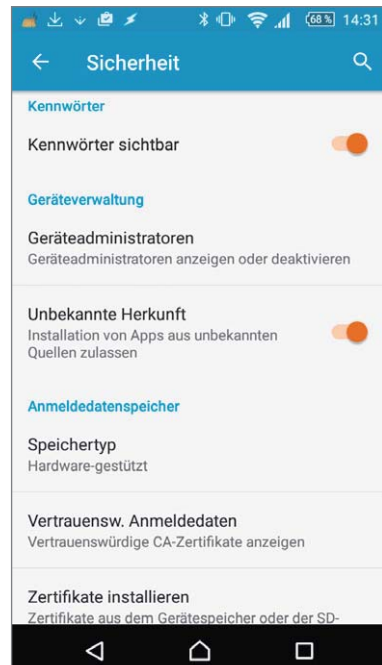 68 % 14:31
Sicherheit
Kennwörter
Kennwörter sichtbar
Geräteverwaltung
Geräteadministratoren
Geräteadministratoren anzeigen oder deaktivieren
Unbekannte Herkunft
Installation von Apps aus unbekannten
Quellen zulassen
Anmeldedatenspeicher
Speichertyp
Hardware-gestützt
Vertrauensw. Anmeldedaten
Vertrauenswürdige CA-Zertifikate anzeigen
Zertifikate installieren
Zertifikate aus dem Gerätespeicher oder der SD-